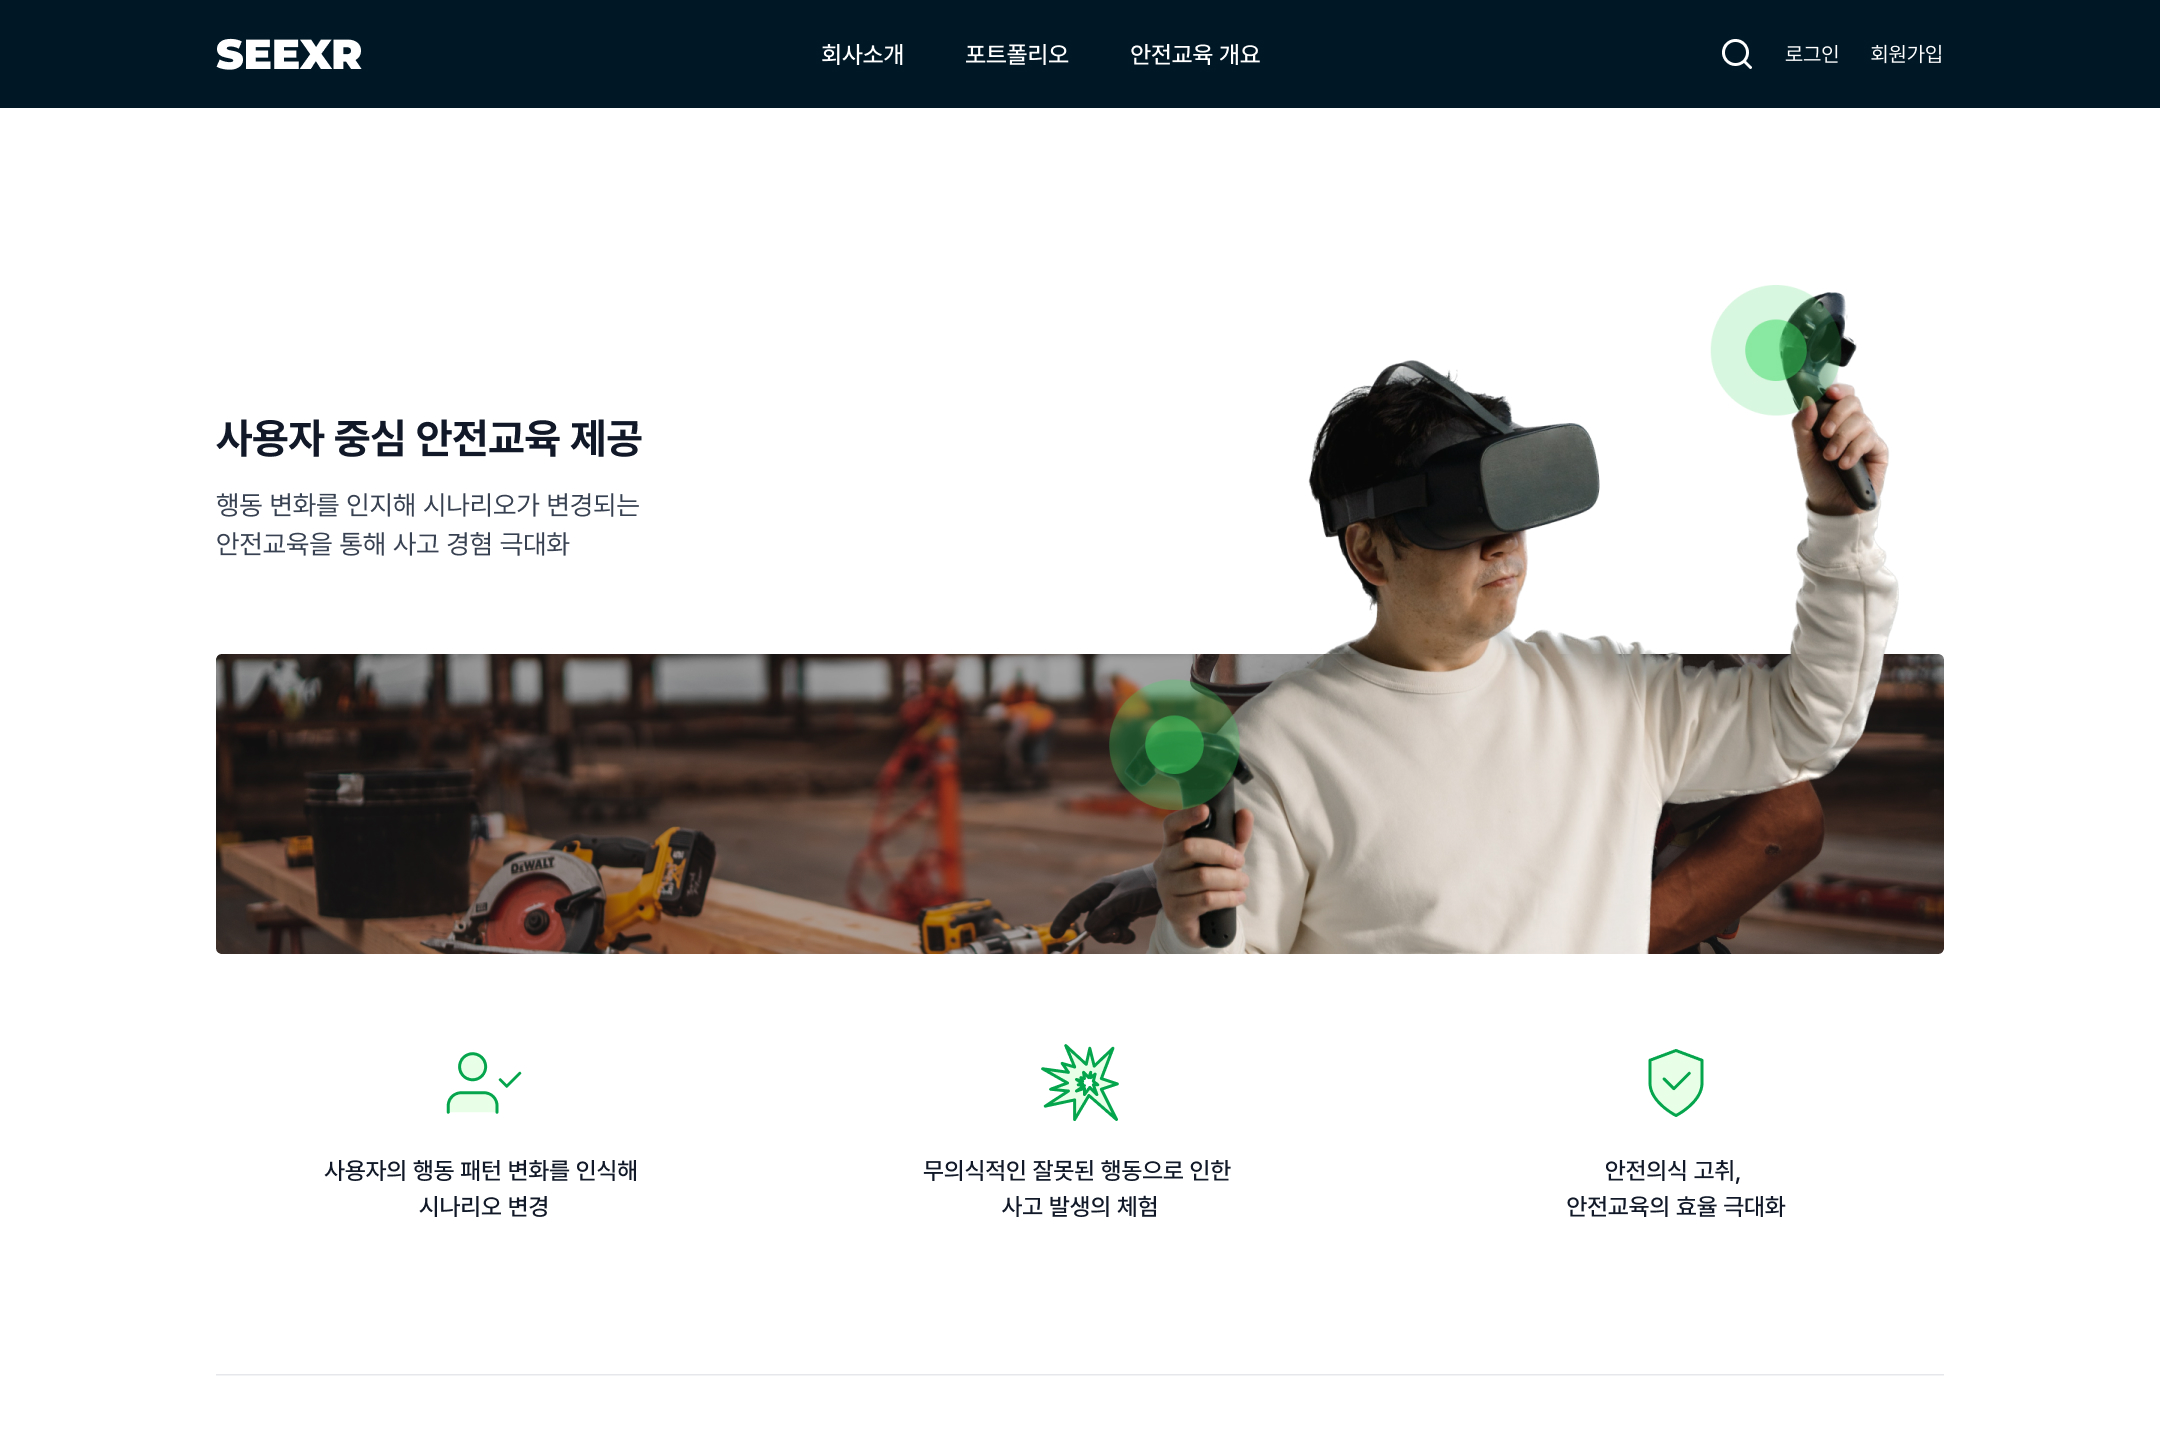 SEEXR
회사소개
포트폴리오
안전교육 개요
로그인
회원가입
사용자 중심 안전교육 제공
행동 변화를 인지해 시나리오가 변경되는
안전교육을 통해 사고 경험 극대화
DEWALT
사용자의 행동 패턴 변화를 인식해
시나리오 변경
무의식적인 잘못된 행동으로 인한
사고 발생의 체험
안전의식 고취,
안전교육의 효율 극대화